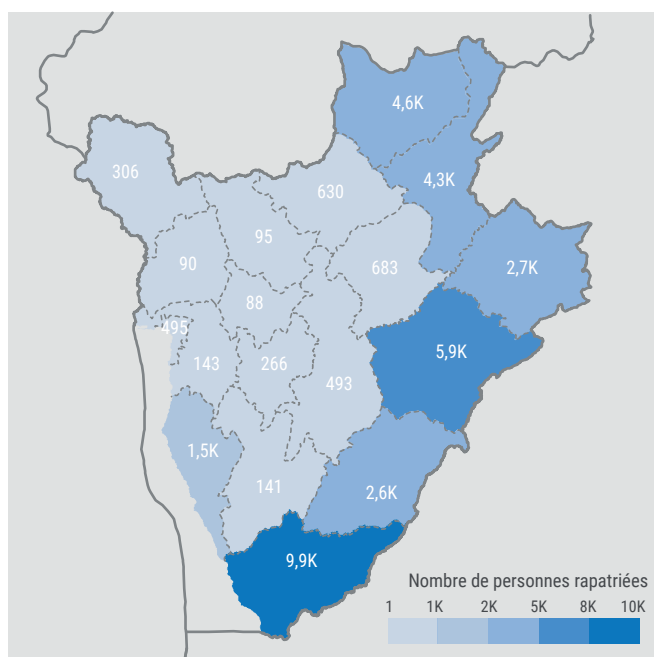 4,6K
306
4,3K
630
95
90
683
2,7K
88
495
5,9K
143
266
493
1,5K
141
2,6K
9,9K
Nombre de personnes rapatriées
1 1K 2K 5K 8K 10K